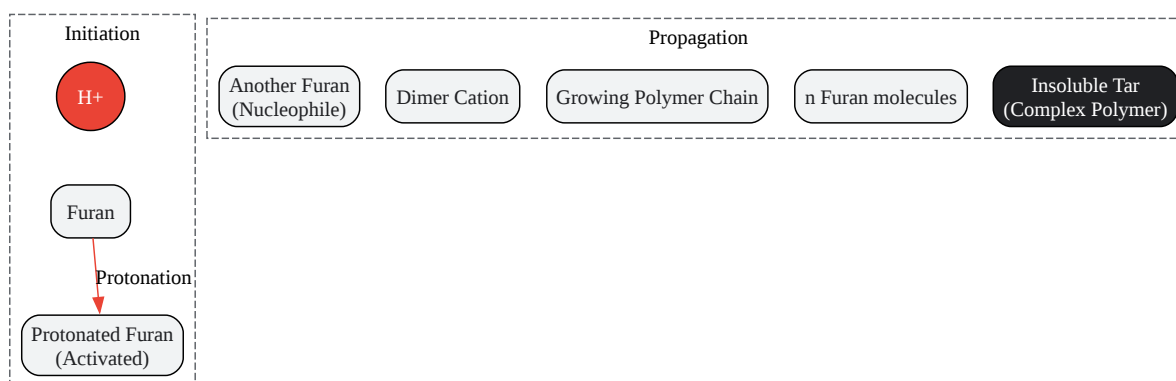 Initiation
H+
Furan
Protonation
Protonated Furan
(Activated)
Propagation
Another Furan
(Nucleophile)
Dimer Cation
Growing Polymer Chain
n Furan molecules
Insoluble Tar
(Complex Polymer)